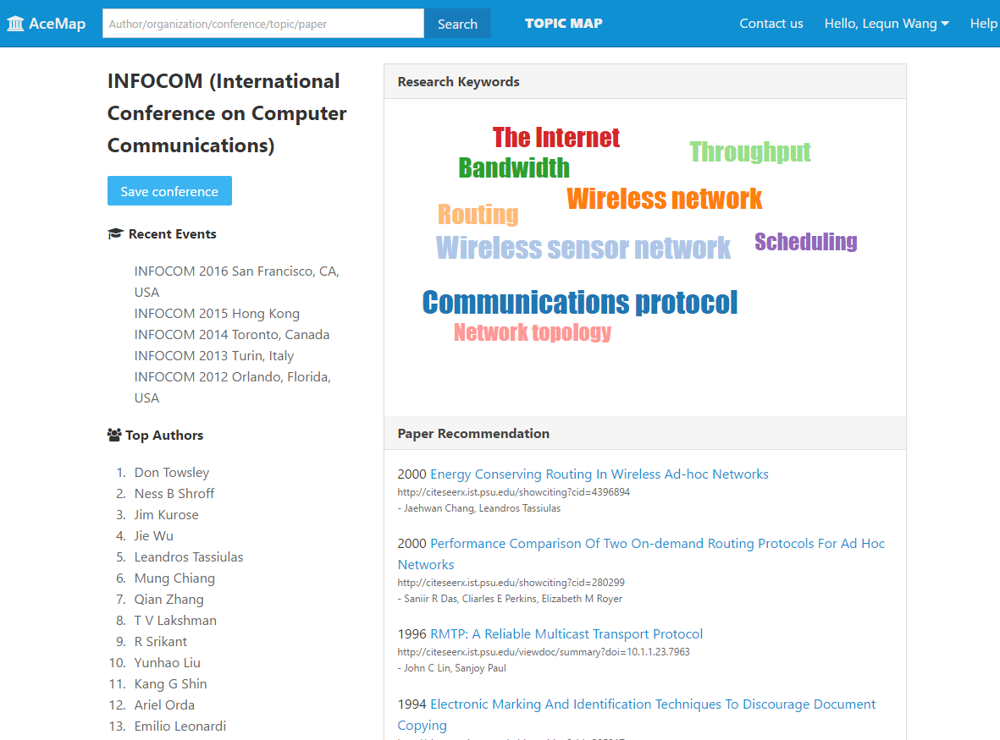 AceMap
Author/organization/conference/topic/paper
Search
TOPIC MAP
Contact us
Hello, Lequn Wang
Help
INFOCOM (International
Conference on Computer
Communications)
Save conference
Recent Events
INFOCOM 2016 San Francisco, CA,
USA
INFOCOM 2015 Hong Kong
INFOCOM 2014 Toronto, Canada
INFOCOM 2013 Turin, Italy
INFOCOM 2012 Orlando, Florida,
USA
Top Authors
1. Don Towsley
2. Ness B Shroff
3. Jim Kurose
4. Jie Wu
5. Leandros Tassiulas
6. Mung Chiang
7. Qian Zhang
8. T V Lakshman
9. R Srikant
10. Yunhao Liu
11. Kang G Shin
12. Ariel Orda
13. Emilio Leonardi
Research Keywords
The Internet
Throughput
Bandwidth
Wireless network
Routing
Wireless sensor network
Scheduling
Communications protocol
Network topology
Paper Recommendation
2000 Energy Conserving Routing In Wireless Ad-hoc Networks
http://citeseerx.ist.psu.edu/showciting?cid=4396894
- Jaehwan Chang, Leandros Tassiulas
2000 Performance Comparison Of Two On-demand Routing Protocols For Ad Hoc
Networks
http://citeseerx.ist.psu.edu/showciting?cid=280299
- Saniir R Das, Cliarles E Perkins, Elizabeth M Royer
1996 RMTP: A Reliable Multicast Transport Protocol
http://citeseerx.ist.psu.edu/viewdoc/summary?doi=10.1.1.23.7963
- John C Lin, Sanjoy Paul
1994 Electronic Marking And Identification Techniques To Discourage Document
Copying